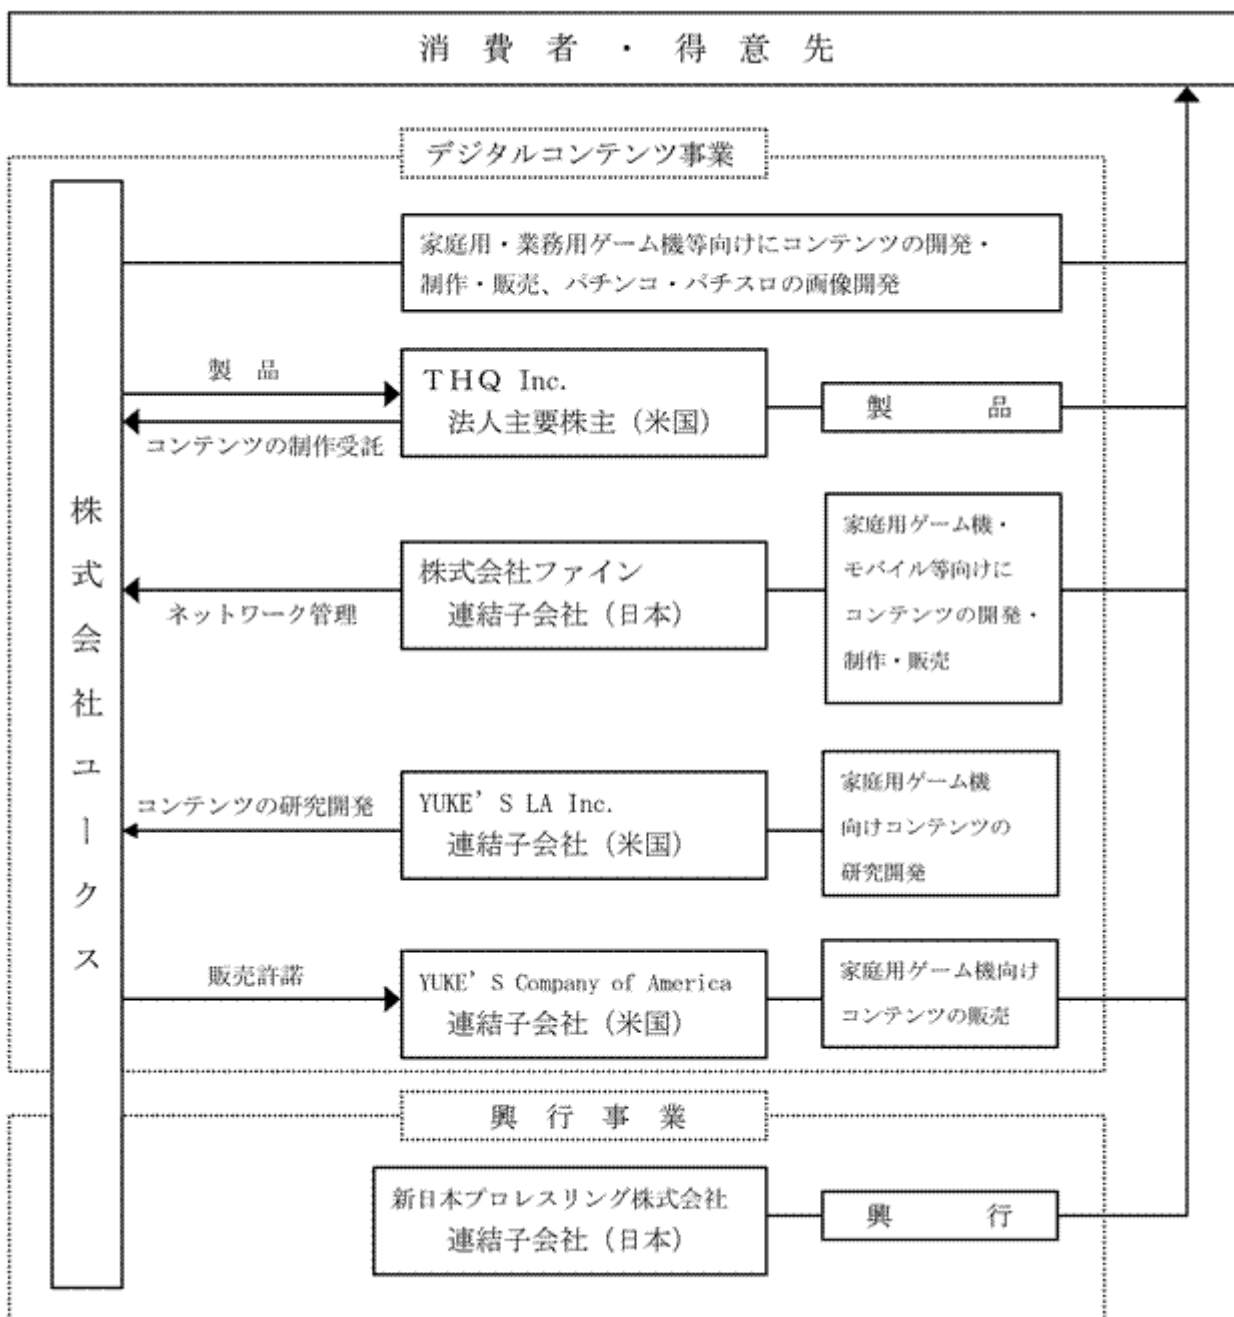 消費者・得意先
デジタルコンテンツ事業
家庭用・業務用ゲーム機等向けにコンテンツの開発・
制作・販売、パチンコ・パチスロの画像開発
株式会社ユークス
製品
コンテンツの制作受託
ＴＨＱ Inc.
法人主要株主（米国）
製品
ネットワーク管理
株式会社ファイン
連結子会社（日本）
家庭用ゲーム機・
モバイル等向けに
コンテンツの開発・
制作・販売
コンテンツの研究開発
YUKE'S LA Inc.
連結子会社（米国）
家庭用ゲーム機
向けコンテンツの
研究開発
販売許諾
YUKE'S Company of America
連結子会社（米国）
家庭用ゲーム機向け
コンテンツの販売
興行事業
新日本プロレスリング株式会社
連結子会社（日本）
興行